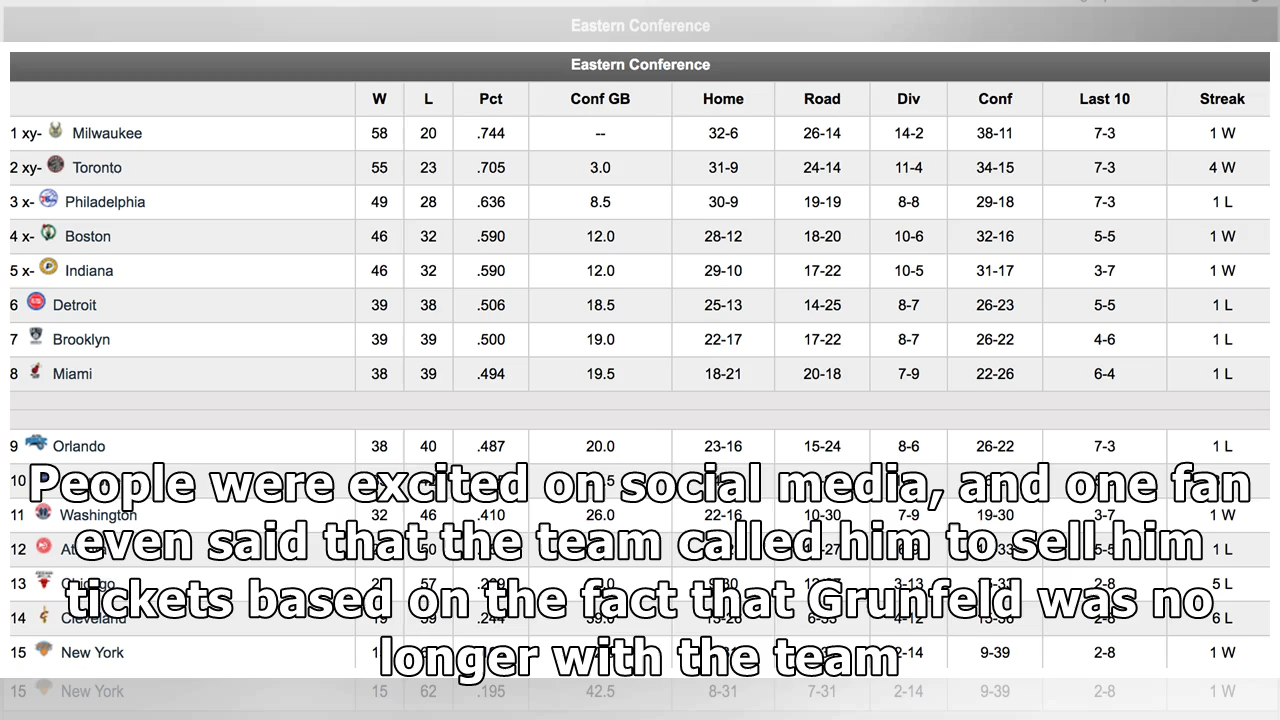 Eastern Conference
Eastern Conference
W L Pct Conf GB Home Road Div Conf Last 10 Streak
1 xy- Milwaukee 58 20 .744 -- 32-6 26-14 14-2 38-11 7-3 1 W
2 xy- Toronto 55 23 .705 3.0 31-9 24-14 11-4 34-15 7-3 4 W
3 x- Philadelphia 49 28 .636 8.5 30-9 19-19 8-8 29-18 7-3 1 L
4 x- Boston 46 32 .590 12.0 28-12 18-20 10-6 32-16 5-5 1 W
5 x- Indiana 46 32 .590 12.0 29-10 17-22 10-5 31-17 3-7 1 W
6 Detroit 39 38 .506 18.5 25-13 14-25 8-7 26-23 5-5 1 L
7 Brooklyn 39 39 .500 19.0 22-17 17-22 8-7 26-22 4-6 1 L
8 Miami 38 39 .494 19.5 18-21 20-18 7-9 22-26 6-4 1 L
9 Orlando 38 40 .487 20.0 23-16 15-24 8-6 26-22 7-3 1 L
10
People were excited on social media, and one fan
11 Washington 32 46 .410 26.0 22-16 10-30 7-9 19-30 3-7 1 W
even said that the team called him to sell him
12 1 L
13 57 3-13 2-8 5 L
tickets based on the fact that Grunfeld was no
14 Cleveland 6 L
15 New York 2-14 9-39 2-8 1 W
longer with the team
15 New York 15 62 .195 42.5 8-31 7-31 2-14 9-39 2-8 1 W